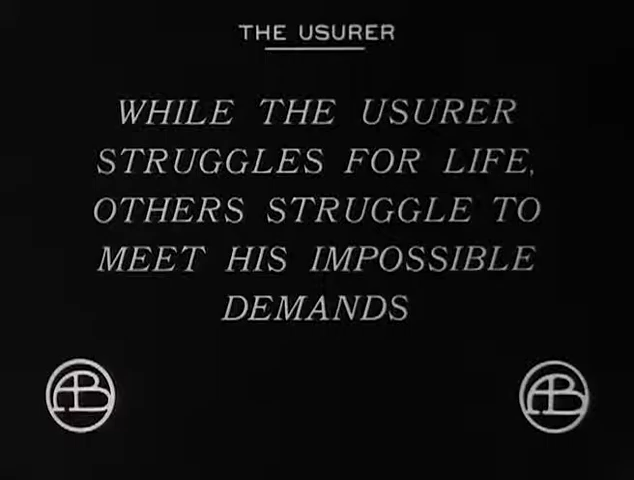 THE USURER
WHILE THE USURER
STRUGGLES FOR LIFE,
OTHERS STRUGGLE TO
MEET HIS IMPOSSIBLE
DEMANDS
AB AB